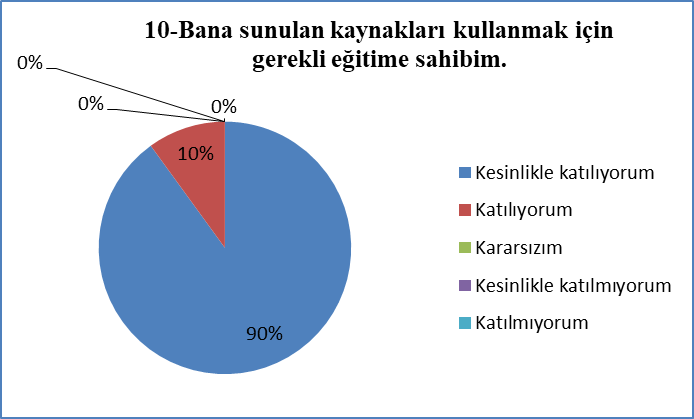 10-Bana sunulan kaynakları kullanmak için
gerekli eğitime sahibim.
0%
0%
0%
10%
90%
Kesinlikle katılıyorum
Katılıyorum
Kararsızım
Kesinlikle katılmıyorum
Katılmıyorum